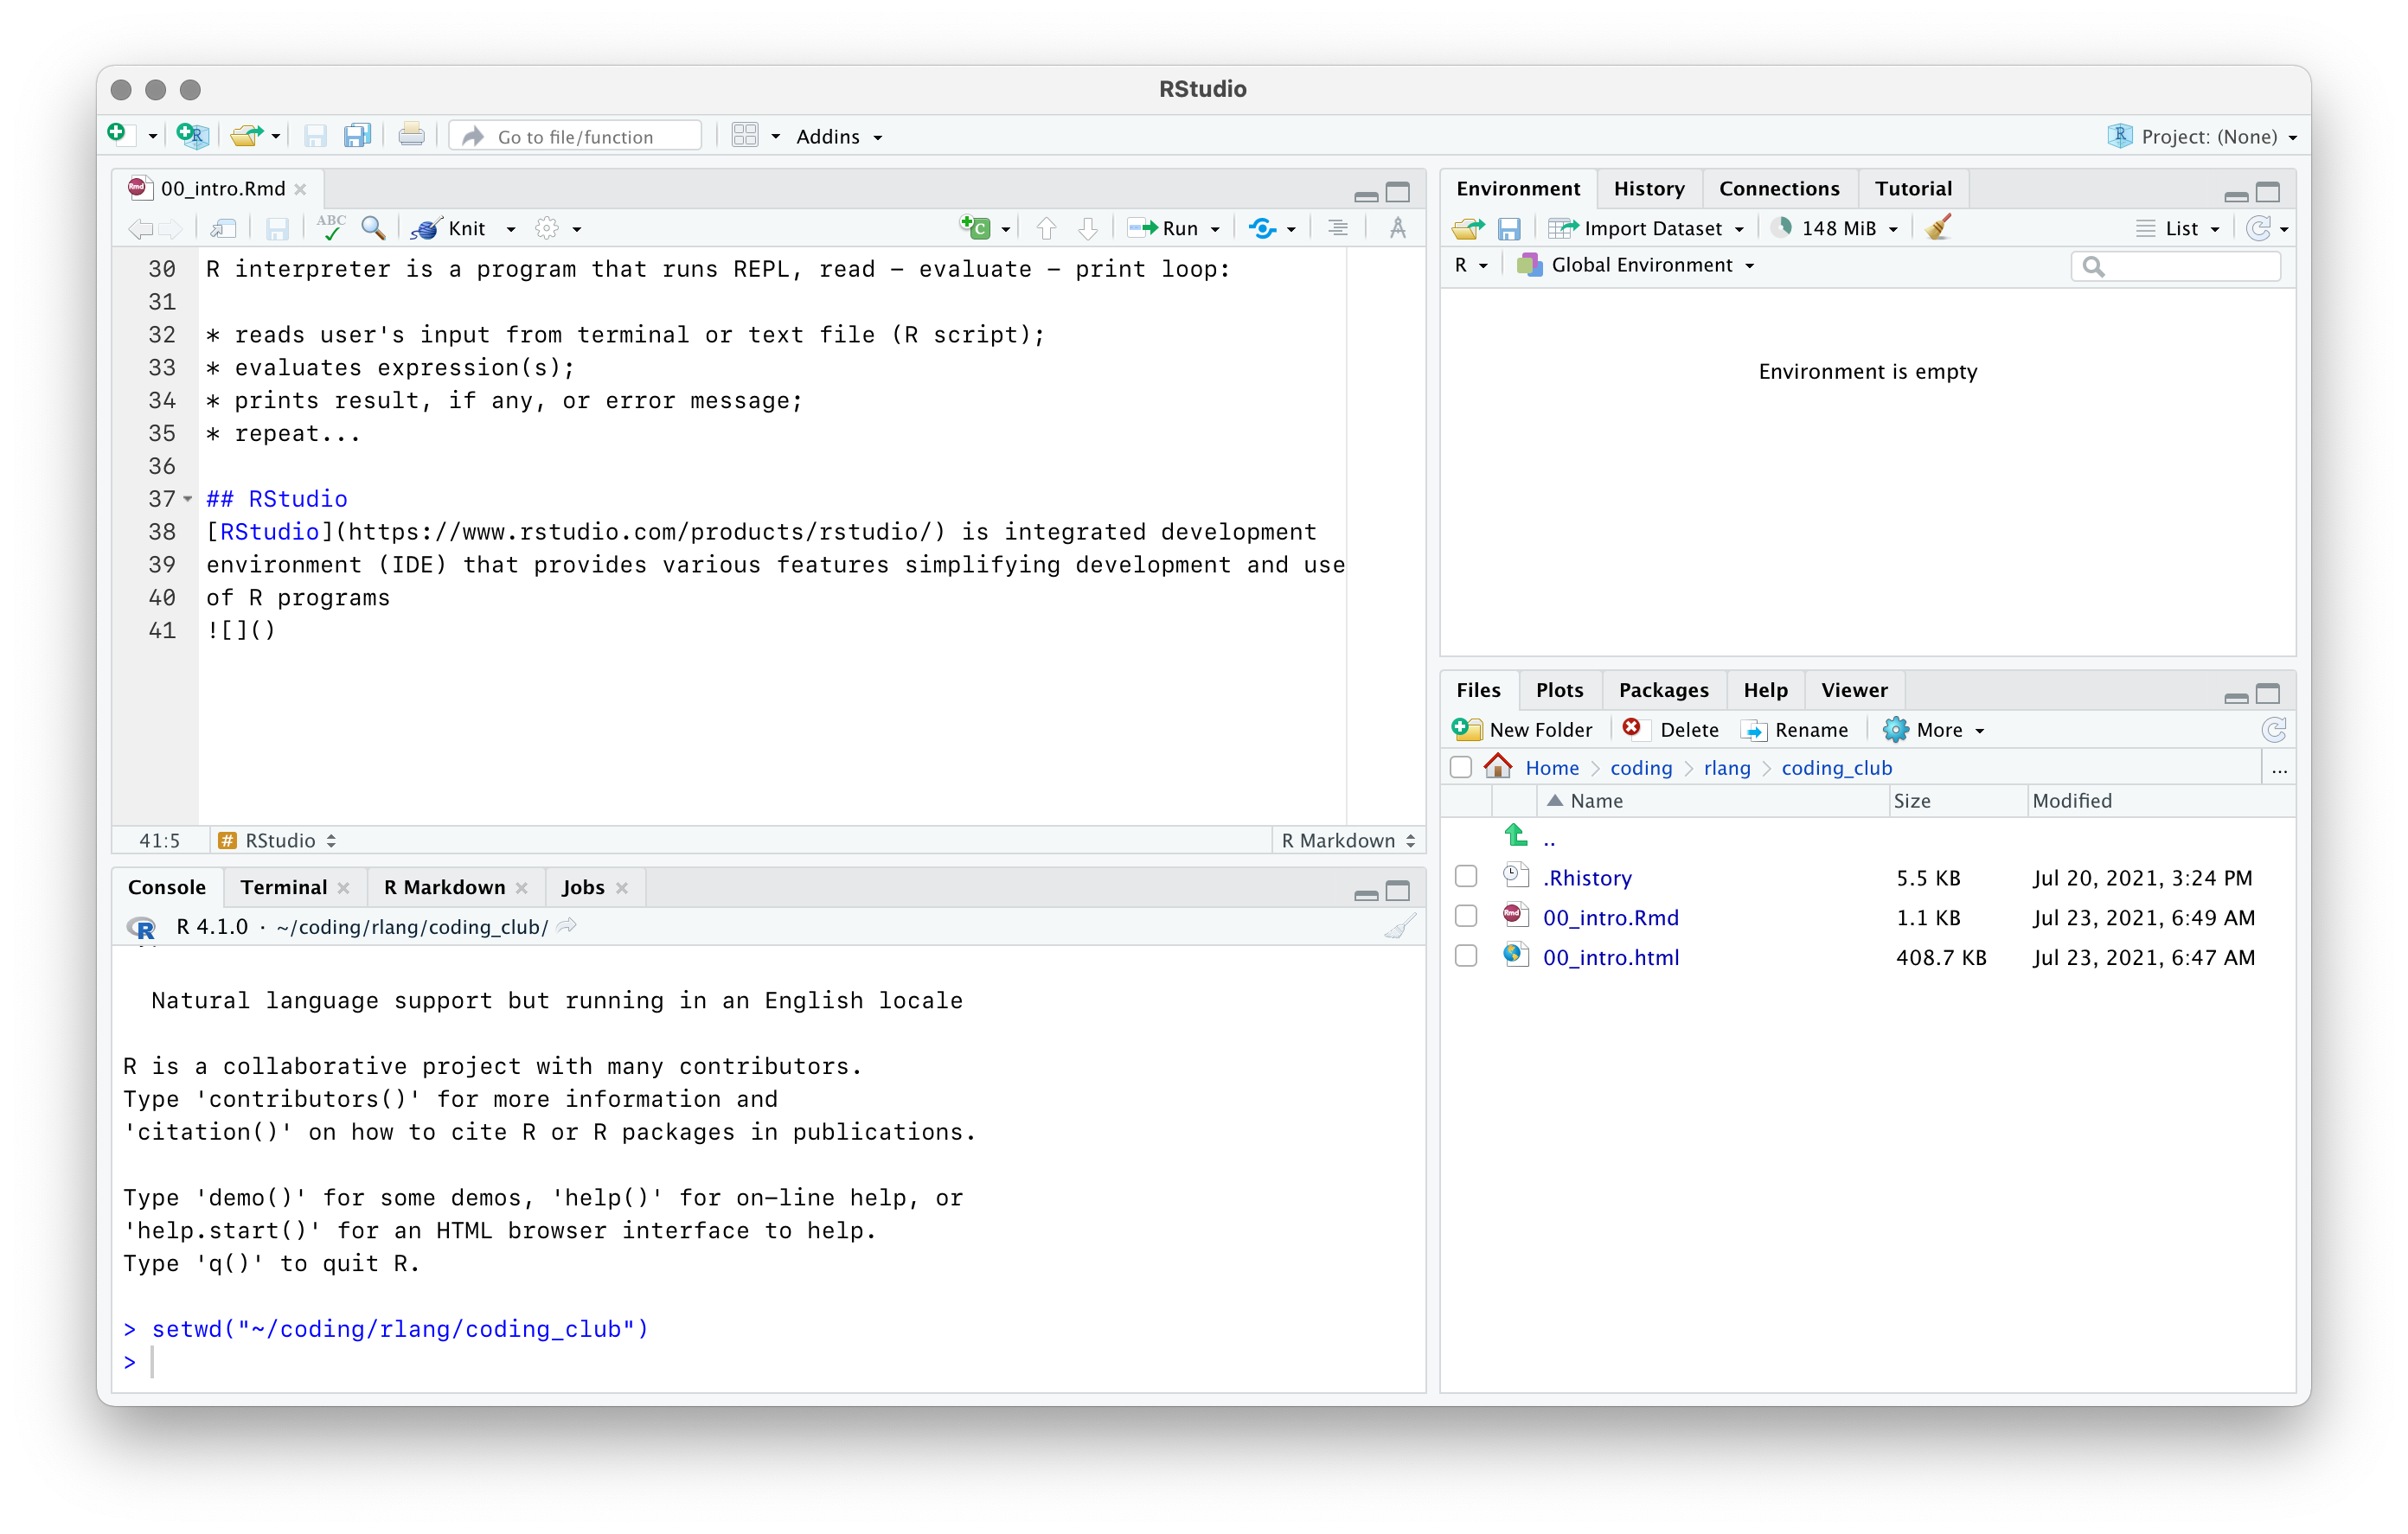 RStudio
Go to file/function
Addins
Project: (None)
00_intro.Rmd
ABC
Knit
Run
30 R interpreter is a program that runs REPL, read – evaluate – print loop:
31
32 * reads user's input from terminal or text file (R script);
33 * evaluates expression(s);
34 * prints result, if any, or error message;
35 * repeat...
36
37 ## RStudio
38 [RStudio](https://www.rstudio.com/products/rstudio/) is integrated development
39 environment (IDE) that provides various features simplifying development and use
40 of R programs
41 ![]()
41:5 # RStudio R Markdown
Console Terminal R Markdown Jobs
R 4.1.0 · ~/coding/rlang/coding_club/
Natural language support but running in an English locale
R is a collaborative project with many contributors.
Type 'contributors()' for more information and
'citation()' on how to cite R or R packages in publications.
Type 'demo()' for some demos, 'help()' for on-line help, or
'help.start()' for an HTML browser interface to help.
Type 'q()' to quit R.
> setwd("~/coding/rlang/coding_club")
>
Environment History Connections Tutorial
Import Dataset 148 MiB List
R Global Environment
Environment is empty
Files Plots Packages Help Viewer
New Folder Delete Rename More
Home coding rlang coding_club ...
Name Size Modified
..
.Rhistory 5.5 KB Jul 20, 2021, 3:24 PM
00_intro.Rmd 1.1 KB Jul 23, 2021, 6:49 AM
00_intro.html 408.7 KB Jul 23, 2021, 6:47 AM